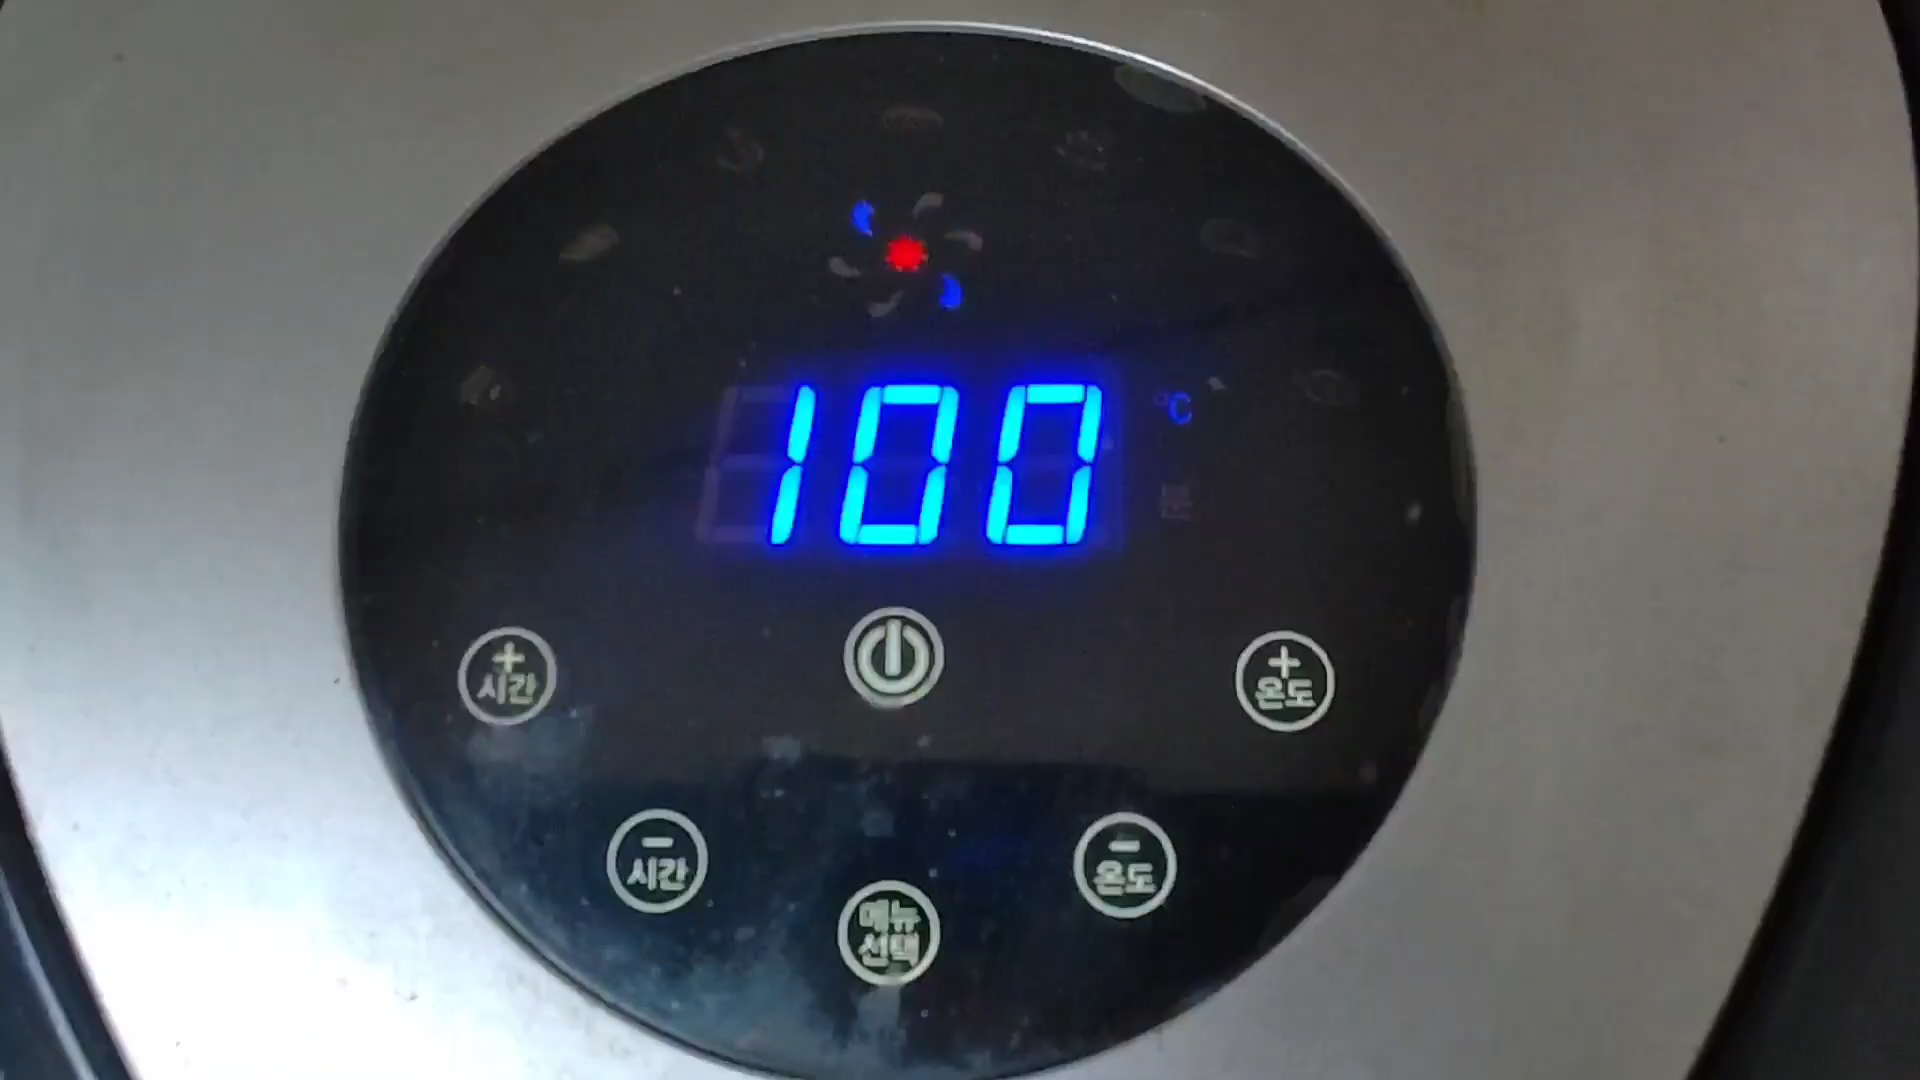 100
℃
분
+
시간
+
온도
-
시간
-
온도
메뉴
선택